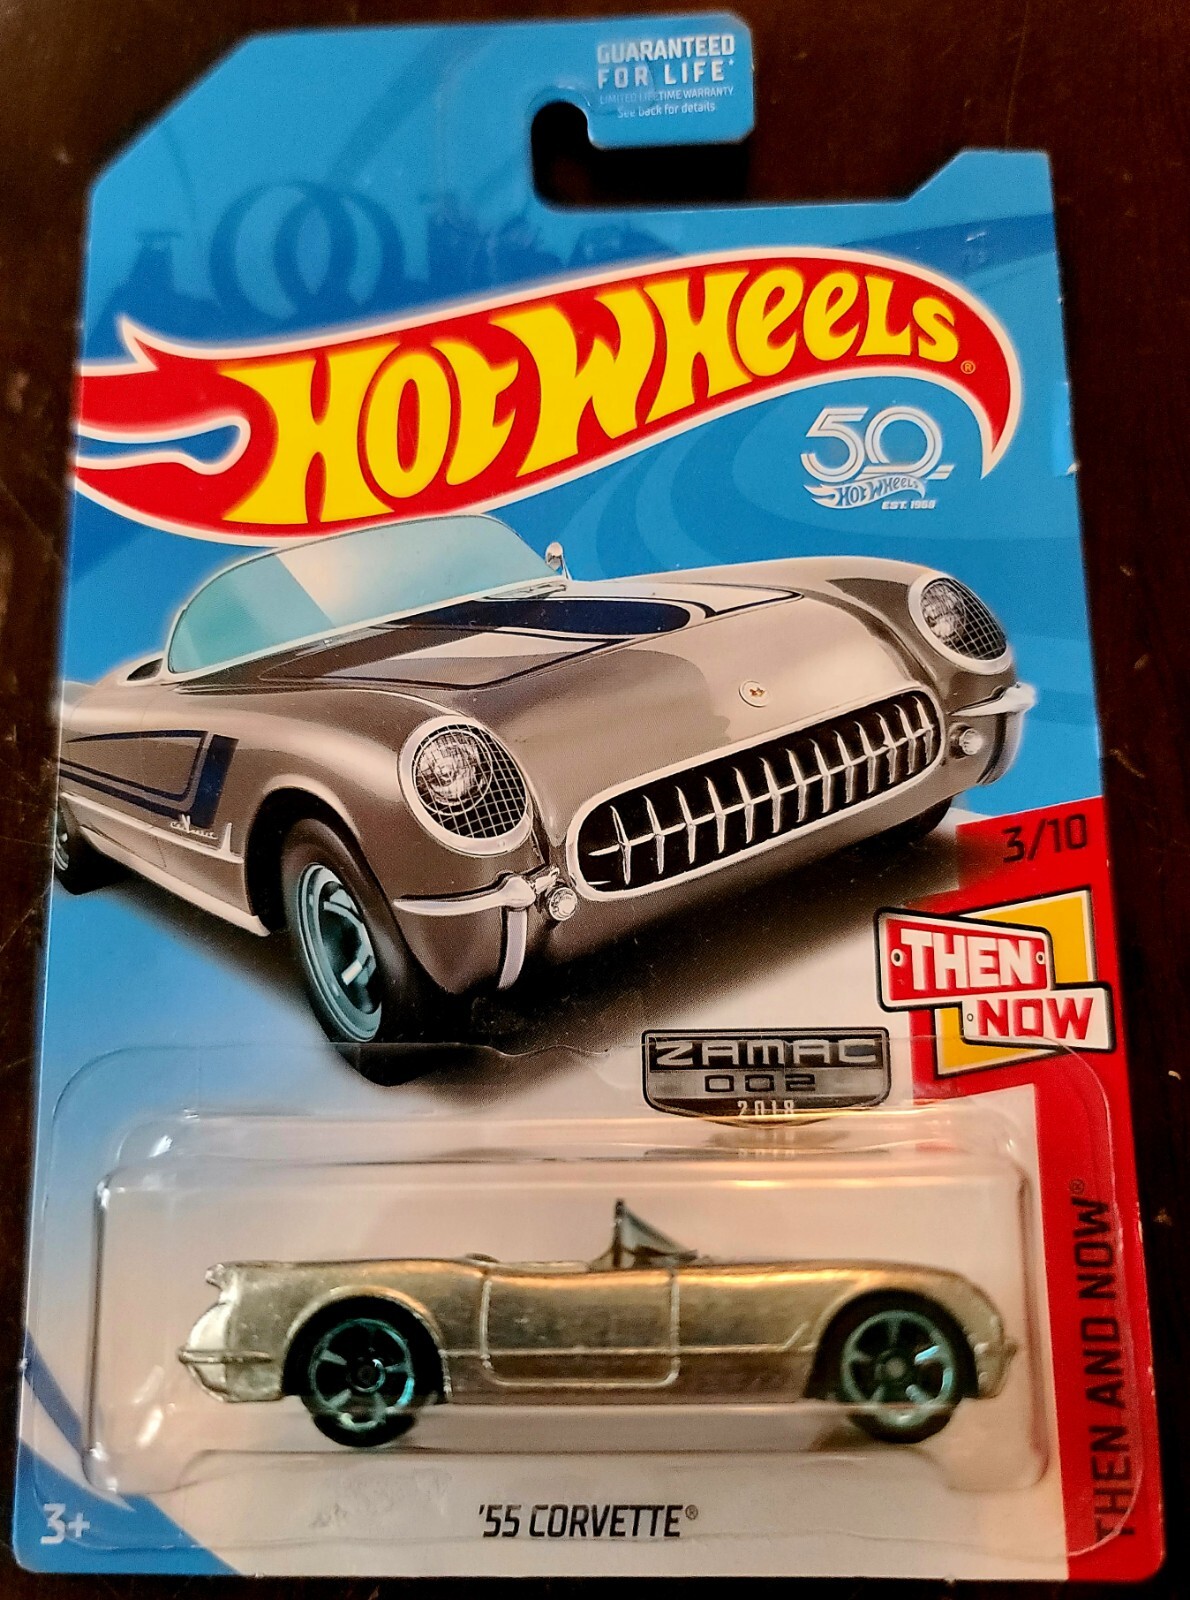 GUARANTEED
FOR LIFE*
LIMITED LIFETIME WARRANTY
See back for details
HOT WHEELS®
50
HOT WHEELS
EST. 1968
3/10
THEN
NOW
ZAMAC
002
2018
THEN AND NOW®
3+
'55 CORVETTE®